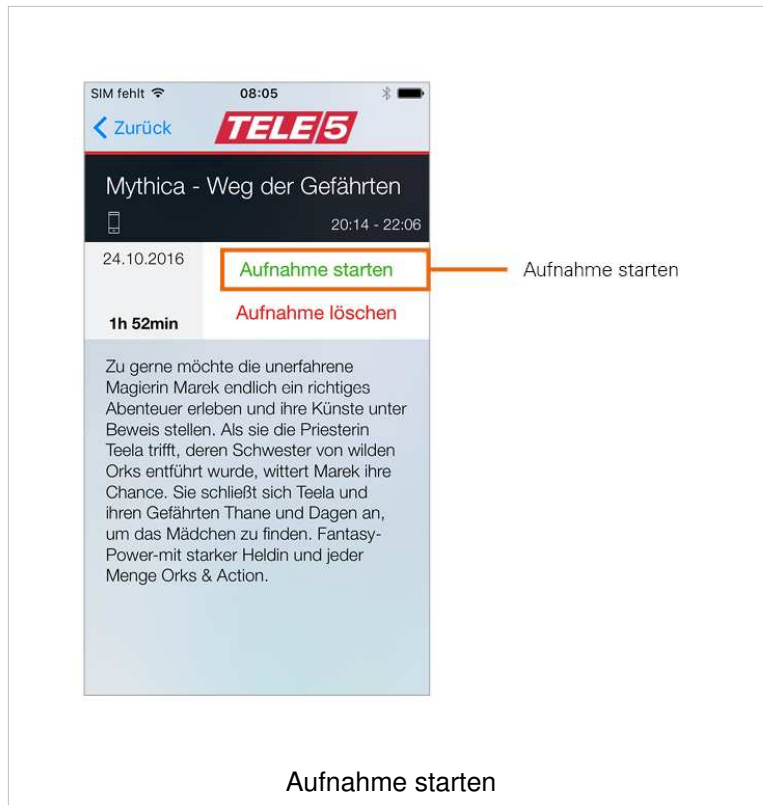 SIM fehlt 08:05
Zurück TELE 5
Mythica - Weg der Gefährten
20:14 - 22:06
24.10.2016
Aufnahme starten
Aufnahme starten
1h 52min
Aufnahme löschen
Zu gerne möchte die unerfahrene
Magierin Marek endlich ein richtiges
Abenteuer erleben und ihre Künste unter
Beweis stellen. Als sie die Priesterin
Teela trifft, deren Schwester von wilden
Orks entführt wurde, wittert Marek ihre
Chance. Sie schließt sich Teela und
ihren Gefährten Thane und Dagen an,
um das Mädchen zu finden. Fantasy-
Power-mit starker Heldin und jeder
Menge Orks & Action.
Aufnahme starten